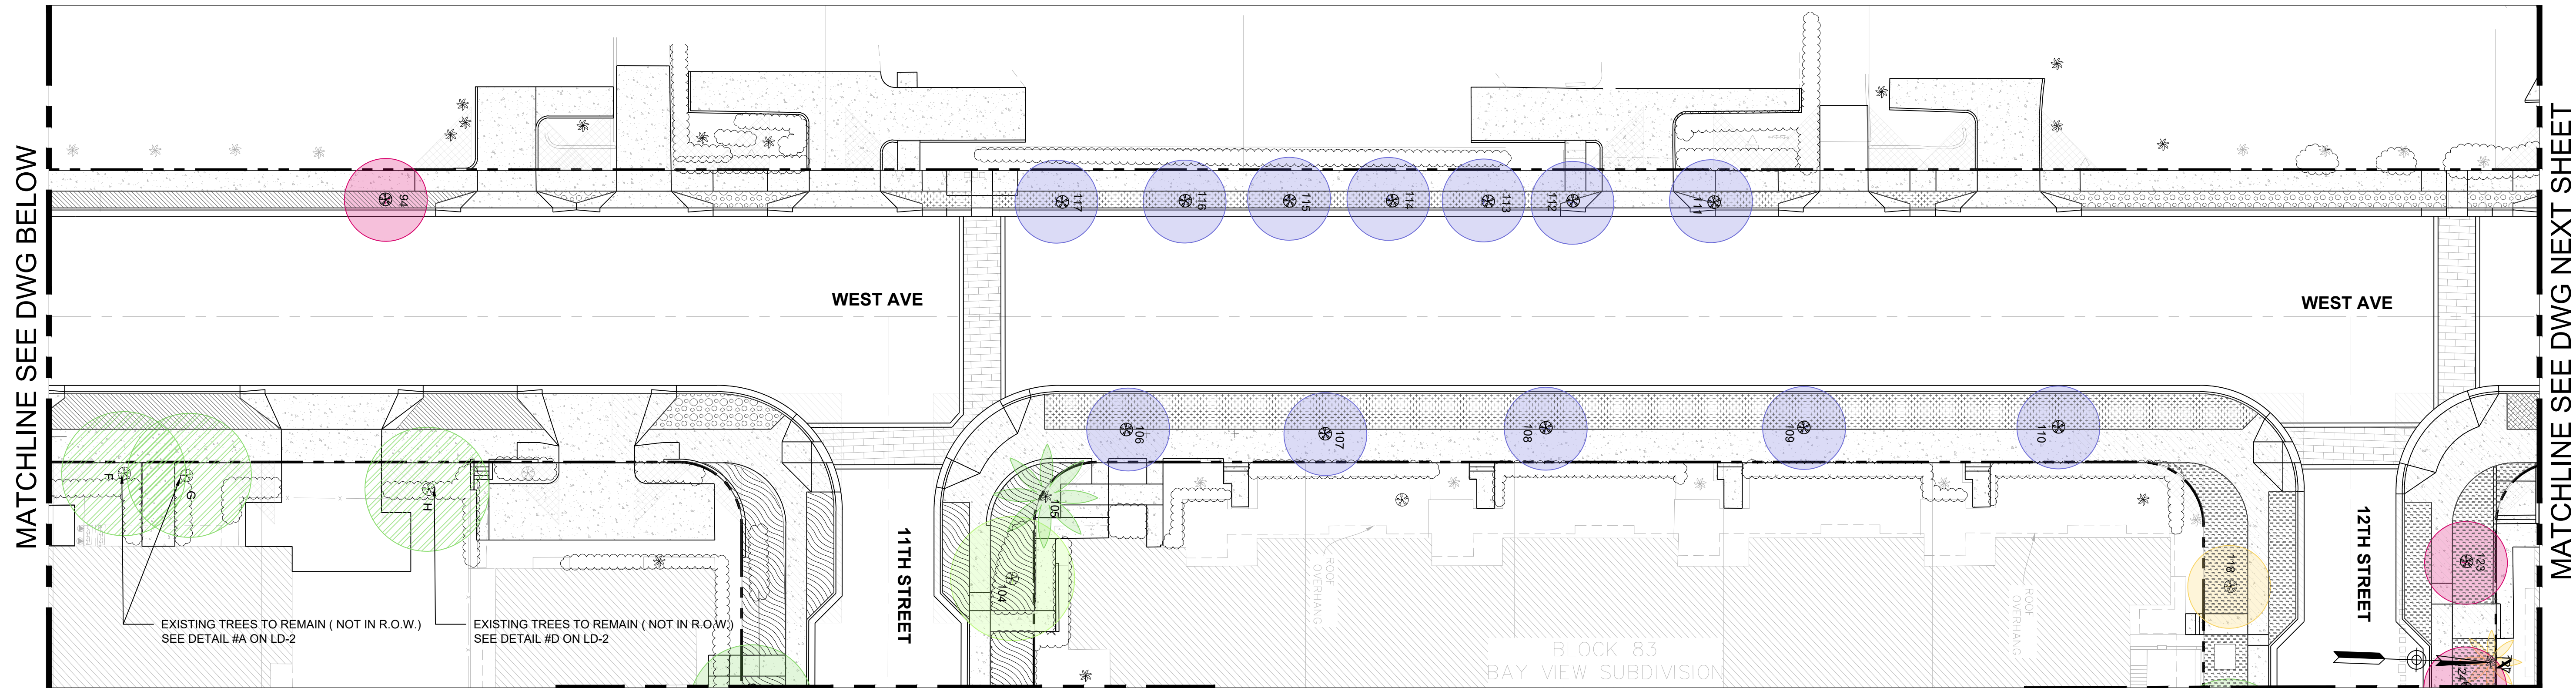 MATCHLINE SEE DWG BELOW
94
117
116
115
114
113
112
111
WEST AVE
WEST AVE
MATCHLINE SEE DWG NEXT SHEET
106
107
108
109
110
F
G
H
105
104
118
123
11TH STREET
12TH STREET
ROOF
OVERHANG
ROOF
OVERHANG
EXISTING TREES TO REMAIN ( NOT IN R.O.W.)
SEE DETAIL #A ON LD-2
EXISTING TREES TO REMAIN ( NOT IN R.O.W.)
SEE DETAIL #D ON LD-2
BLOCK 83
BAY VIEW SUBDIVISION